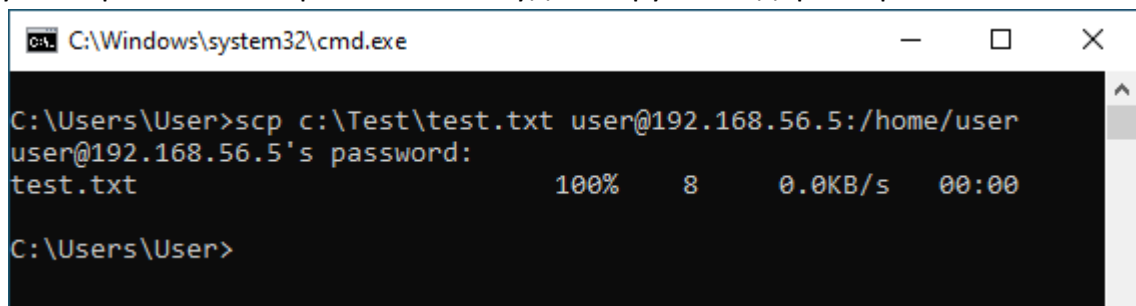 C:\Windows\system32\cmd.exe
C:\Users\User>scp c:\Test\test.txt user@192.168.56.5:/home/user
user@192.168.56.5's password:
test.txt 100% 8 0.0KB/s 00:00
C:\Users\User>